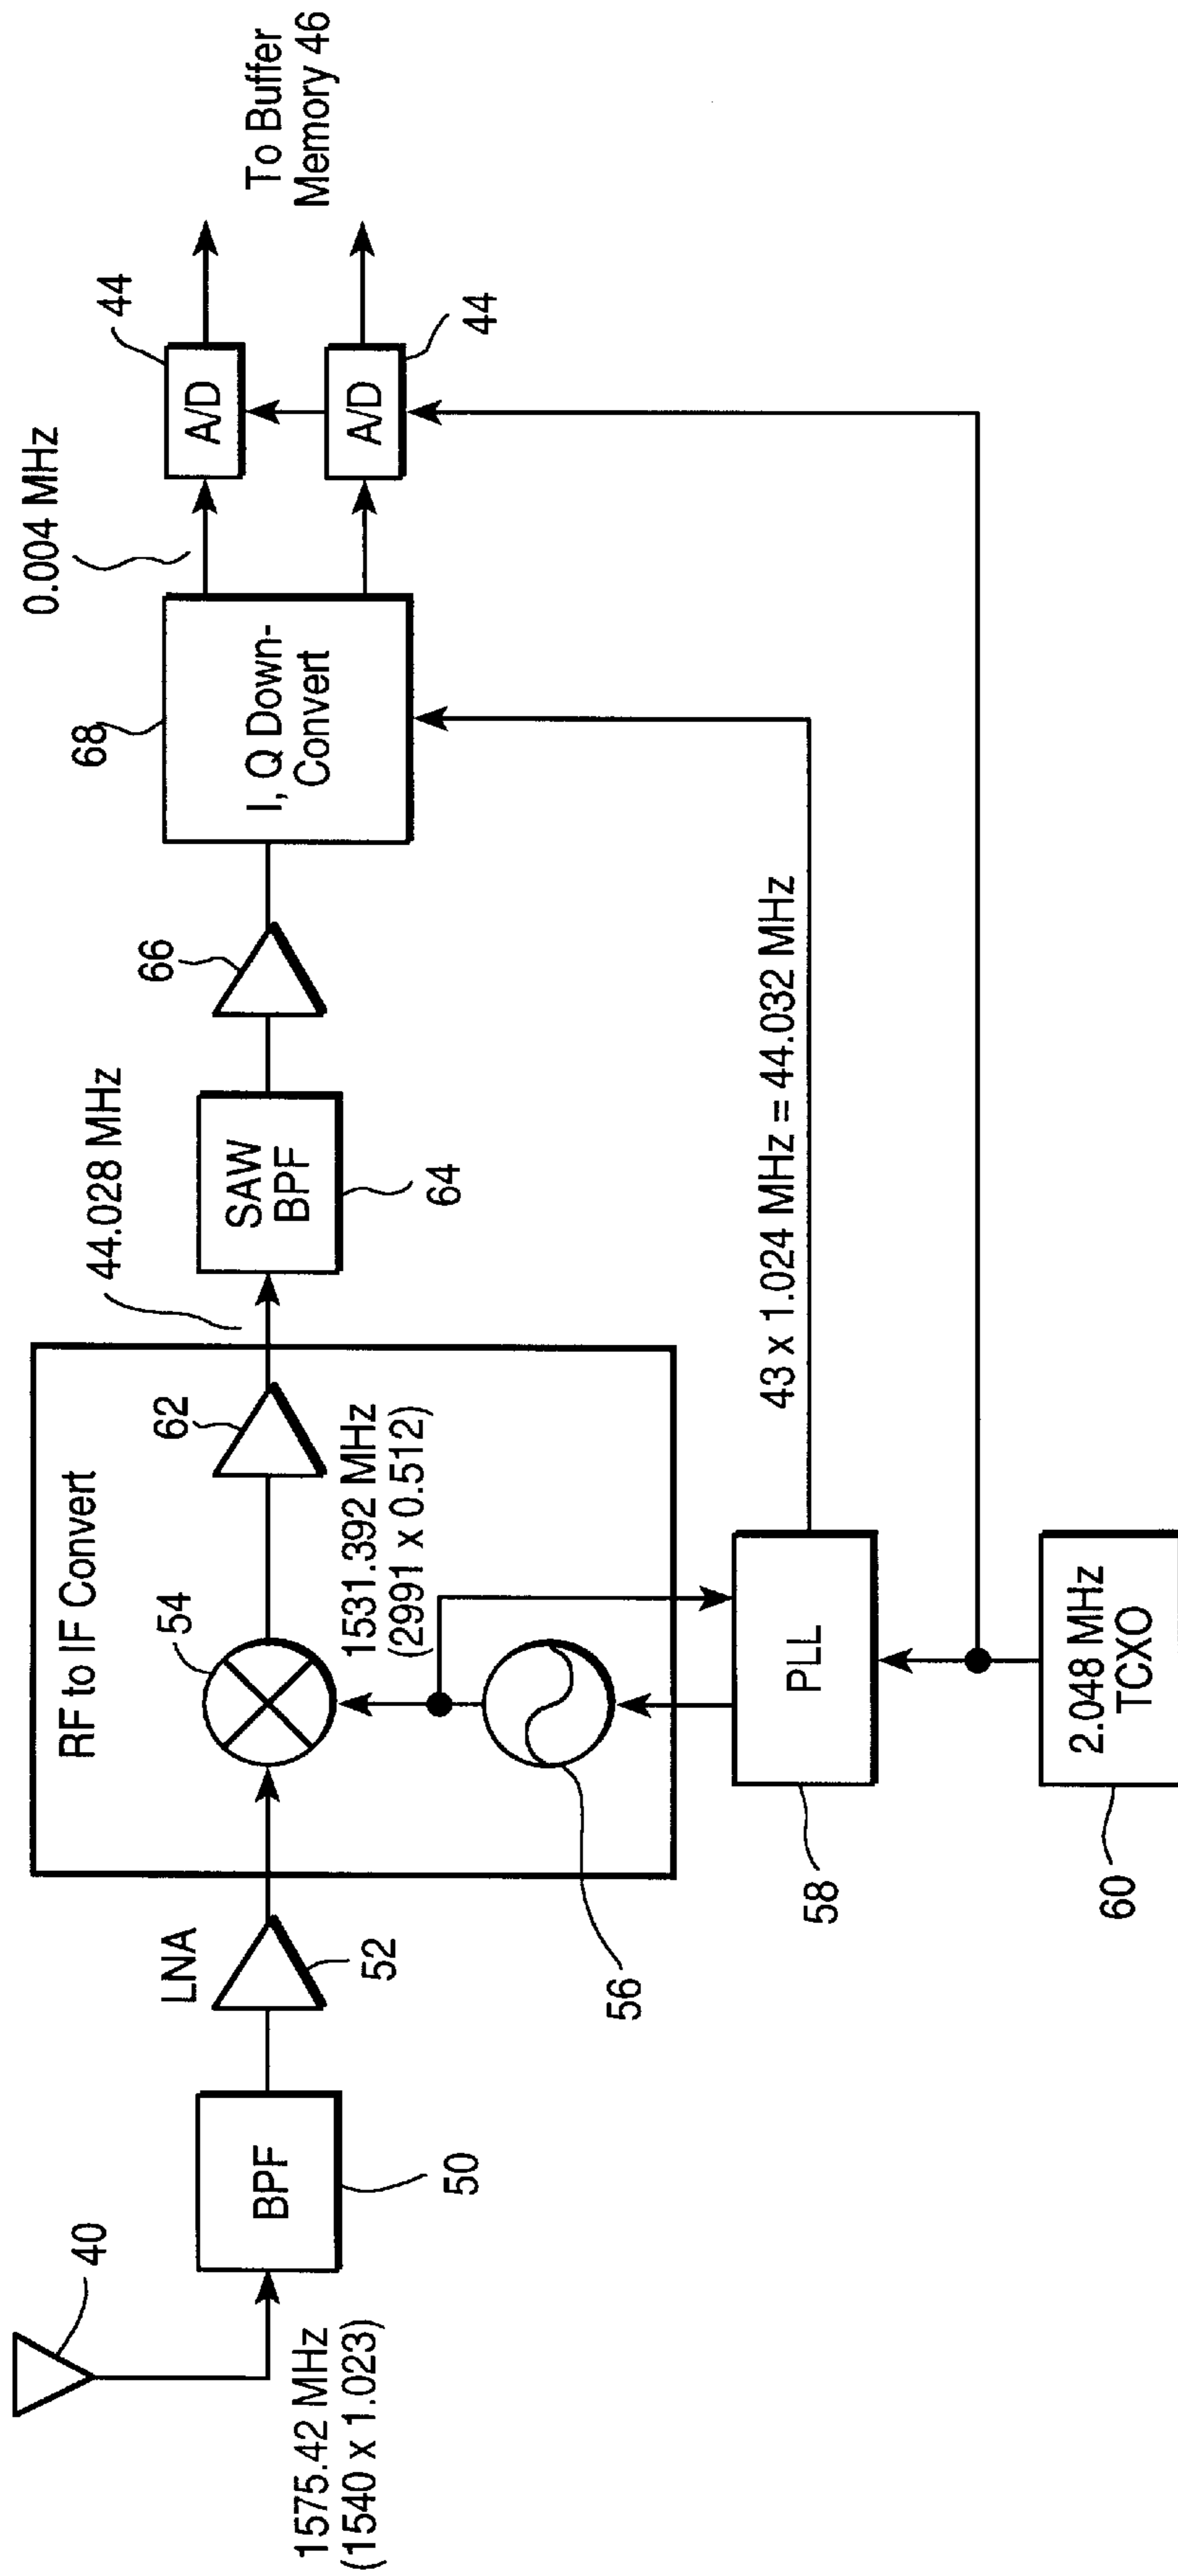 40
1575.42 MHz
(1540 x 1.023)
BPF
50
LNA
52
RF to IF Convert
54
62
1531.392 MHz
(2991 x 0.512)
56
44.028 MHz
SAW
BPF
64
66
68
I, Q Down-
Convert
0.004 MHz
44
A/D
A/D
44
To Buffer
Memory 46
43 x 1.024 MHz = 44.032 MHz
PLL
58
2.048 MHz
TCXO
60